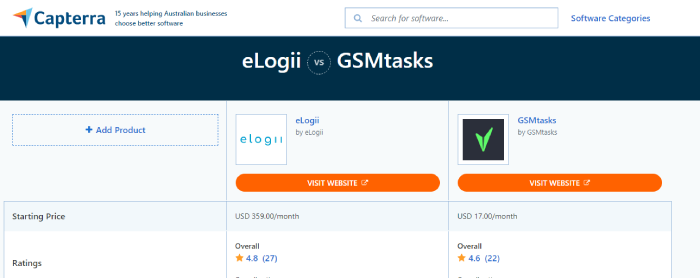 Capterra
15 years helping Australian businesses
choose better software
Search for software...
Software Categories
eLogii vs GSMtasks
+ Add Product
elogii
eLogii
by eLogii
GSMtasks
by GSMtasks
VISIT WEBSITE
VISIT WEBSITE
Starting Price
USD 359.00/month
USD 17.00/month
Ratings
Overall
4.8 (27)
Overall
4.6 (22)